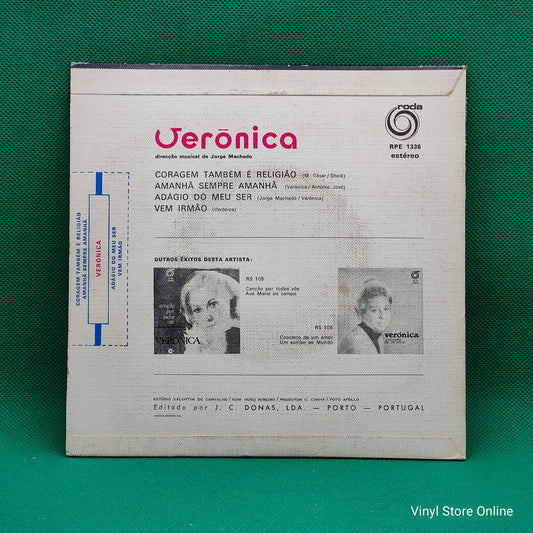 roda
RPE 1336
estéreo
Verōnica
direcção musical de Jorge Machado
CORAGEM TAMBÉM É RELIGIÃO (M. César / Sheik)
AMANHÃ SEMPRE AMANHÃ (Verónica / António José)
ADÁGIO DO MEU SER (Jorge Machado / Verónica)
VEM IRMÃO (Verónica)
CORAGEM TAMBÉM É RELIGIÃO
AMANHÃ SEMPRE AMANHÃ
VERÓNICA
ADÁGIO DO MEU SER
VEM IRMÃO
OUTROS ÊXITOS DESTA ARTISTA:
RS 105
Canção por todos vós
Ave Maria ao campo
VERÓNICA
RS 106
Concerto de um amor
Um sorriso ao Mundo
verónica
ESTÚDIO VALENTIM DE CARVALHO / SOM HUGO RIBEIRO / PRODUTOR C. CUNHA / FOTO APÓLLO
Editado por J. C. DONAS, LDA. — PORTO — PORTUGAL
Vinyl Store Online